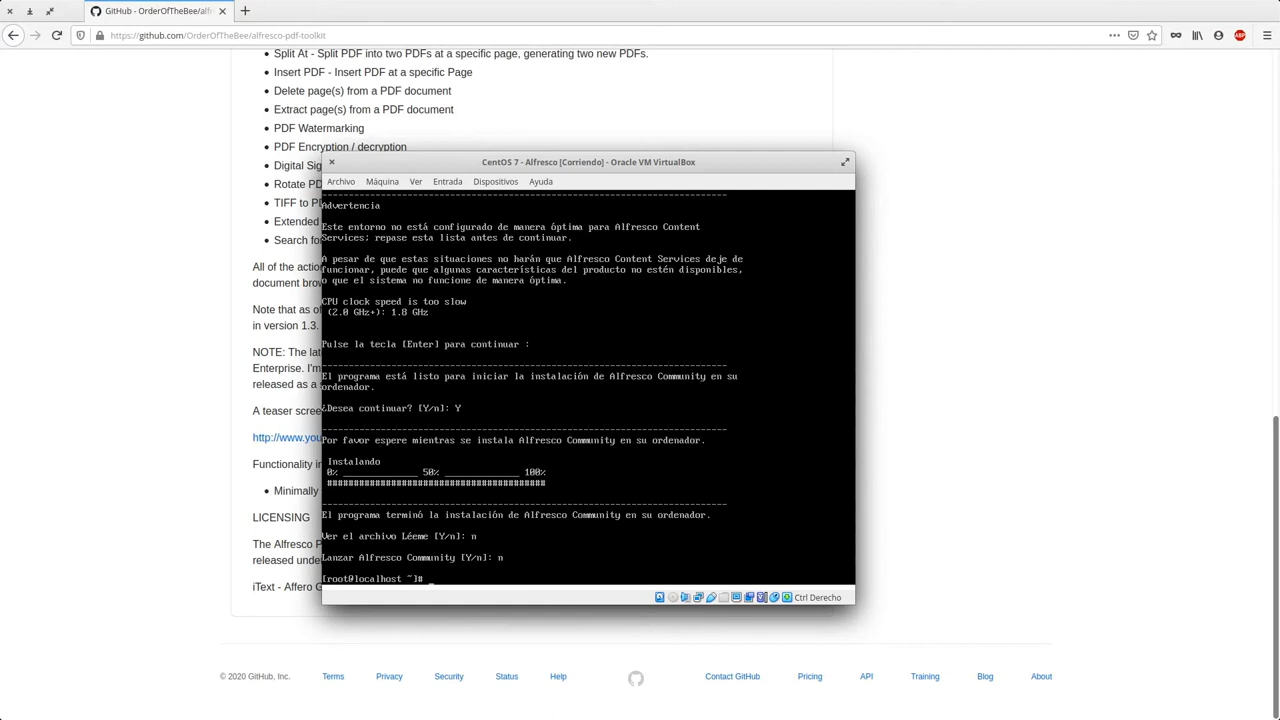 GitHub - OrderOfTheBee/alfr
https://github.com/OrderOfTheBee/alfresco-pdf-toolkit
ABP
Split At - Split PDF into two PDFs at a specific page, generating two new PDFs.
Insert PDF - Insert PDF at a specific Page
Delete page(s) from a PDF document
Extract page(s) from a PDF document
PDF Watermarking
PDF Encryption / decryption
Digital Sig
Rotate PD
TIFF to P
Extended
Search fo
All of the actio
document brow
Note that as of
in version 1.3.
NOTE: The lat
Enterprise. I'm
released as a s
A teaser scree
http://www.you
Functionality in
Minimally
LICENSING
The Alfresco P
released unde
iText - Affero G
CentOS 7 - Alfresco [Corriendo] - Oracle VM VirtualBox
Archivo Máquina Ver Entrada Dispositivos Ayuda
-----------------------------------------------------------------------------
Advertencia
Este entorno no está configurado de manera óptima para Alfresco Content
Services; repase esta lista antes de continuar.
A pesar de que estas situaciones no harán que Alfresco Content Services deje de
funcionar, puede que algunas características del producto no estén disponibles,
o que el sistema no funcione de manera óptima.
CPU clock speed is too slow
(2.0 GHz+): 1.8 GHz
Pulse la tecla [Enter] para continuar :
-----------------------------------------------------------------------------
El programa está listo para iniciar la instalación de Alfresco Community en su
ordenador.
¿Desea continuar? [Y/n]: Y
-----------------------------------------------------------------------------
Por favor espere mientras se instala Alfresco Community en su ordenador.
Instalando
0% ______________ 50% ______________ 100%
#########################################
-----------------------------------------------------------------------------
El programa terminó la instalación de Alfresco Community en su ordenador.
Ver el archivo Léeme [Y/n]: n
Lanzar Alfresco Community [Y/n]: n
[root@localhost ~]# _
Ctrl Derecho
© 2020 GitHub, Inc. Terms Privacy Security Status Help Contact GitHub Pricing API Training Blog About